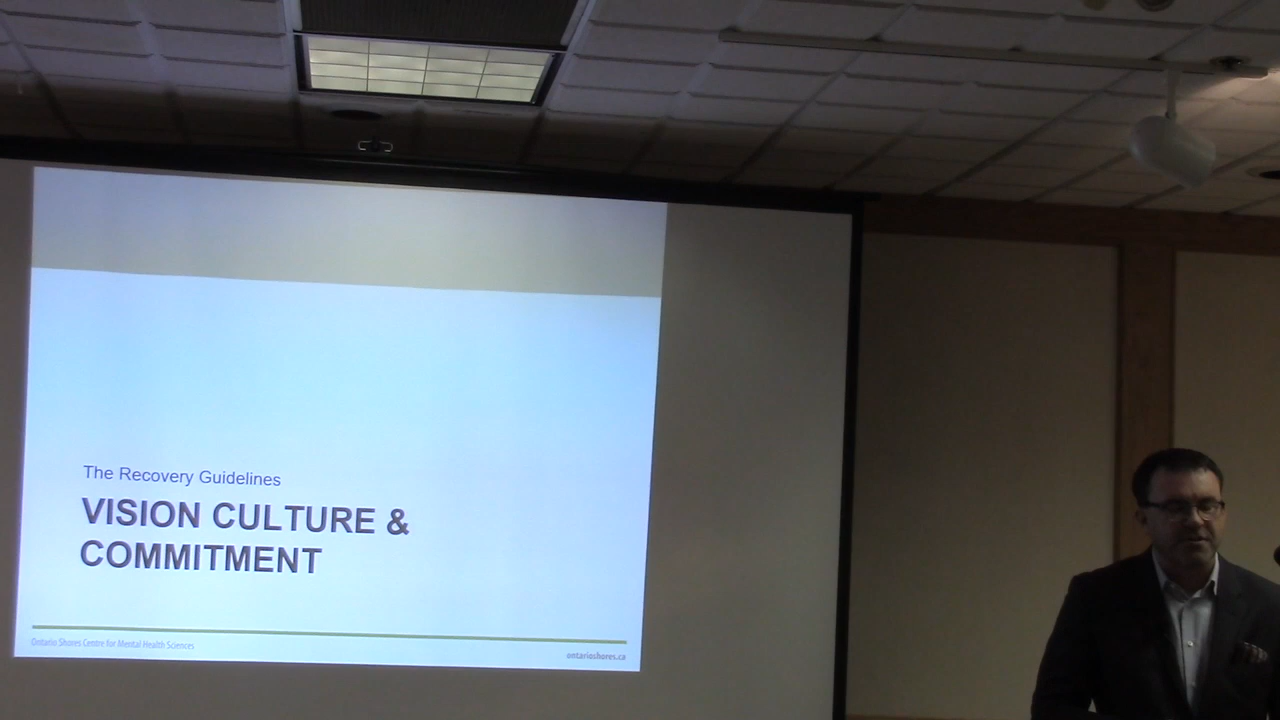 The Recovery Guidelines
VISION CULTURE &
COMMITMENT
Ontario Shores Centre for Mental Health Sciences
ontarioshores.ca